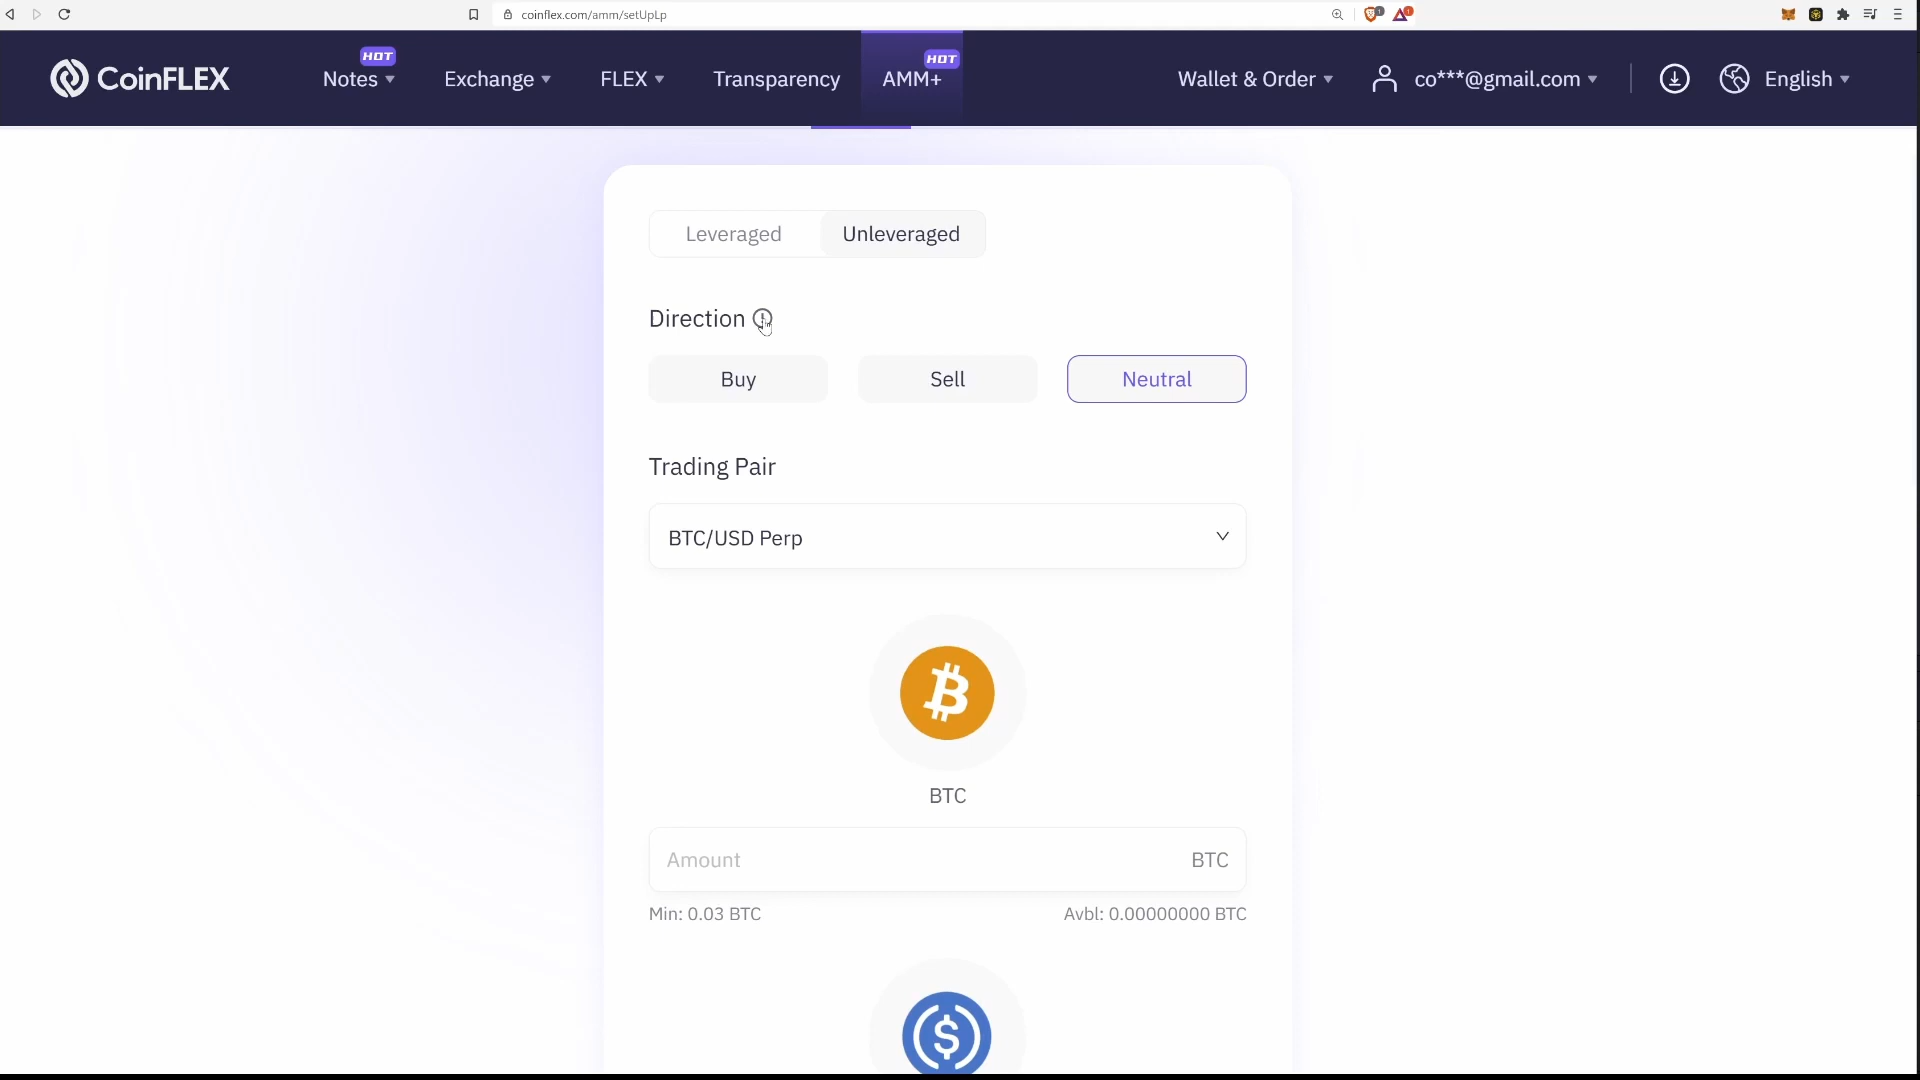 coinflex.com/amm/setUpLp
CoinFLEX
Notes HOT
Exchange
FLEX
Transparency
AMM+ HOT
Wallet & Order
co***@gmail.com
English
Leveraged
Unleveraged
Direction
Buy
Sell
Neutral
Trading Pair
BTC/USD Perp
BTC
Amount
BTC
Min: 0.03 BTC
Avbl: 0.00000000 BTC